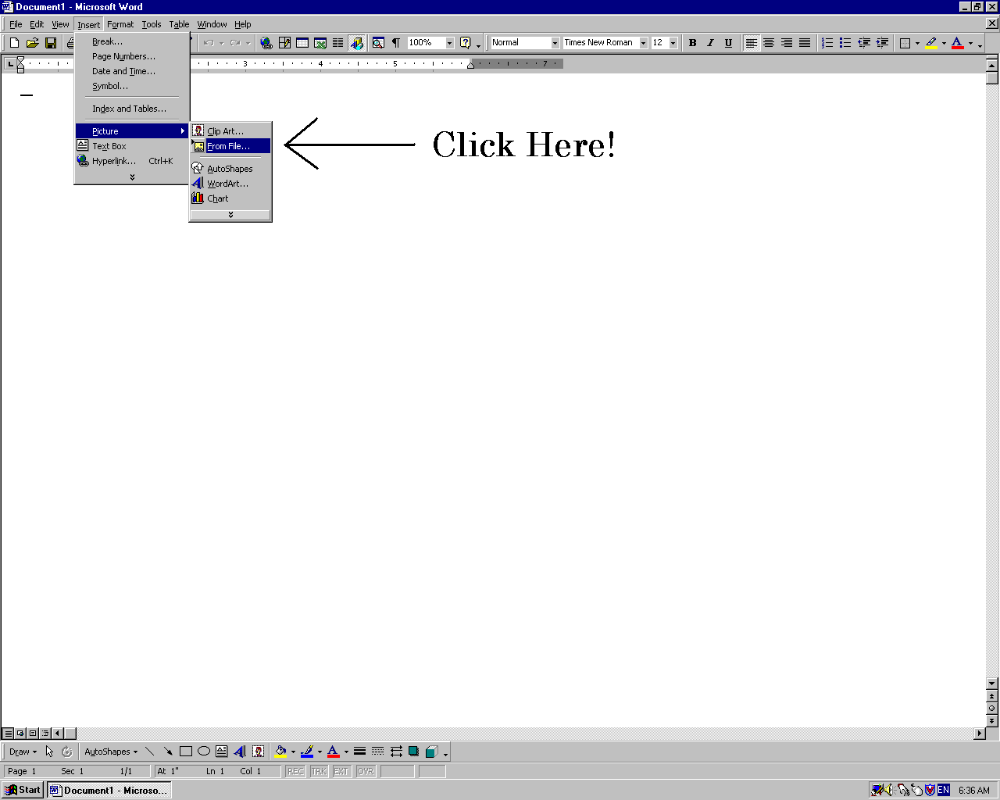 Document1 - Microsoft Word
File Edit View Insert Format Tools Table Window Help
100% Normal Times New Roman 12 B I U A
3 4 5 7
Break...
Page Numbers...
Date and Time...
Symbol...
Index and Tables...
Picture
Text Box
Hyperlink... Ctrl+K
Clip Art...
From File...
AutoShapes
WordArt...
Chart
Click Here!
Draw AutoShapes A A
Page 1 Sec 1 1/1 At 1" Ln 1 Col 1 REC TRK EXT OVR
Start Document1 - Microso... EN 6:36 AM